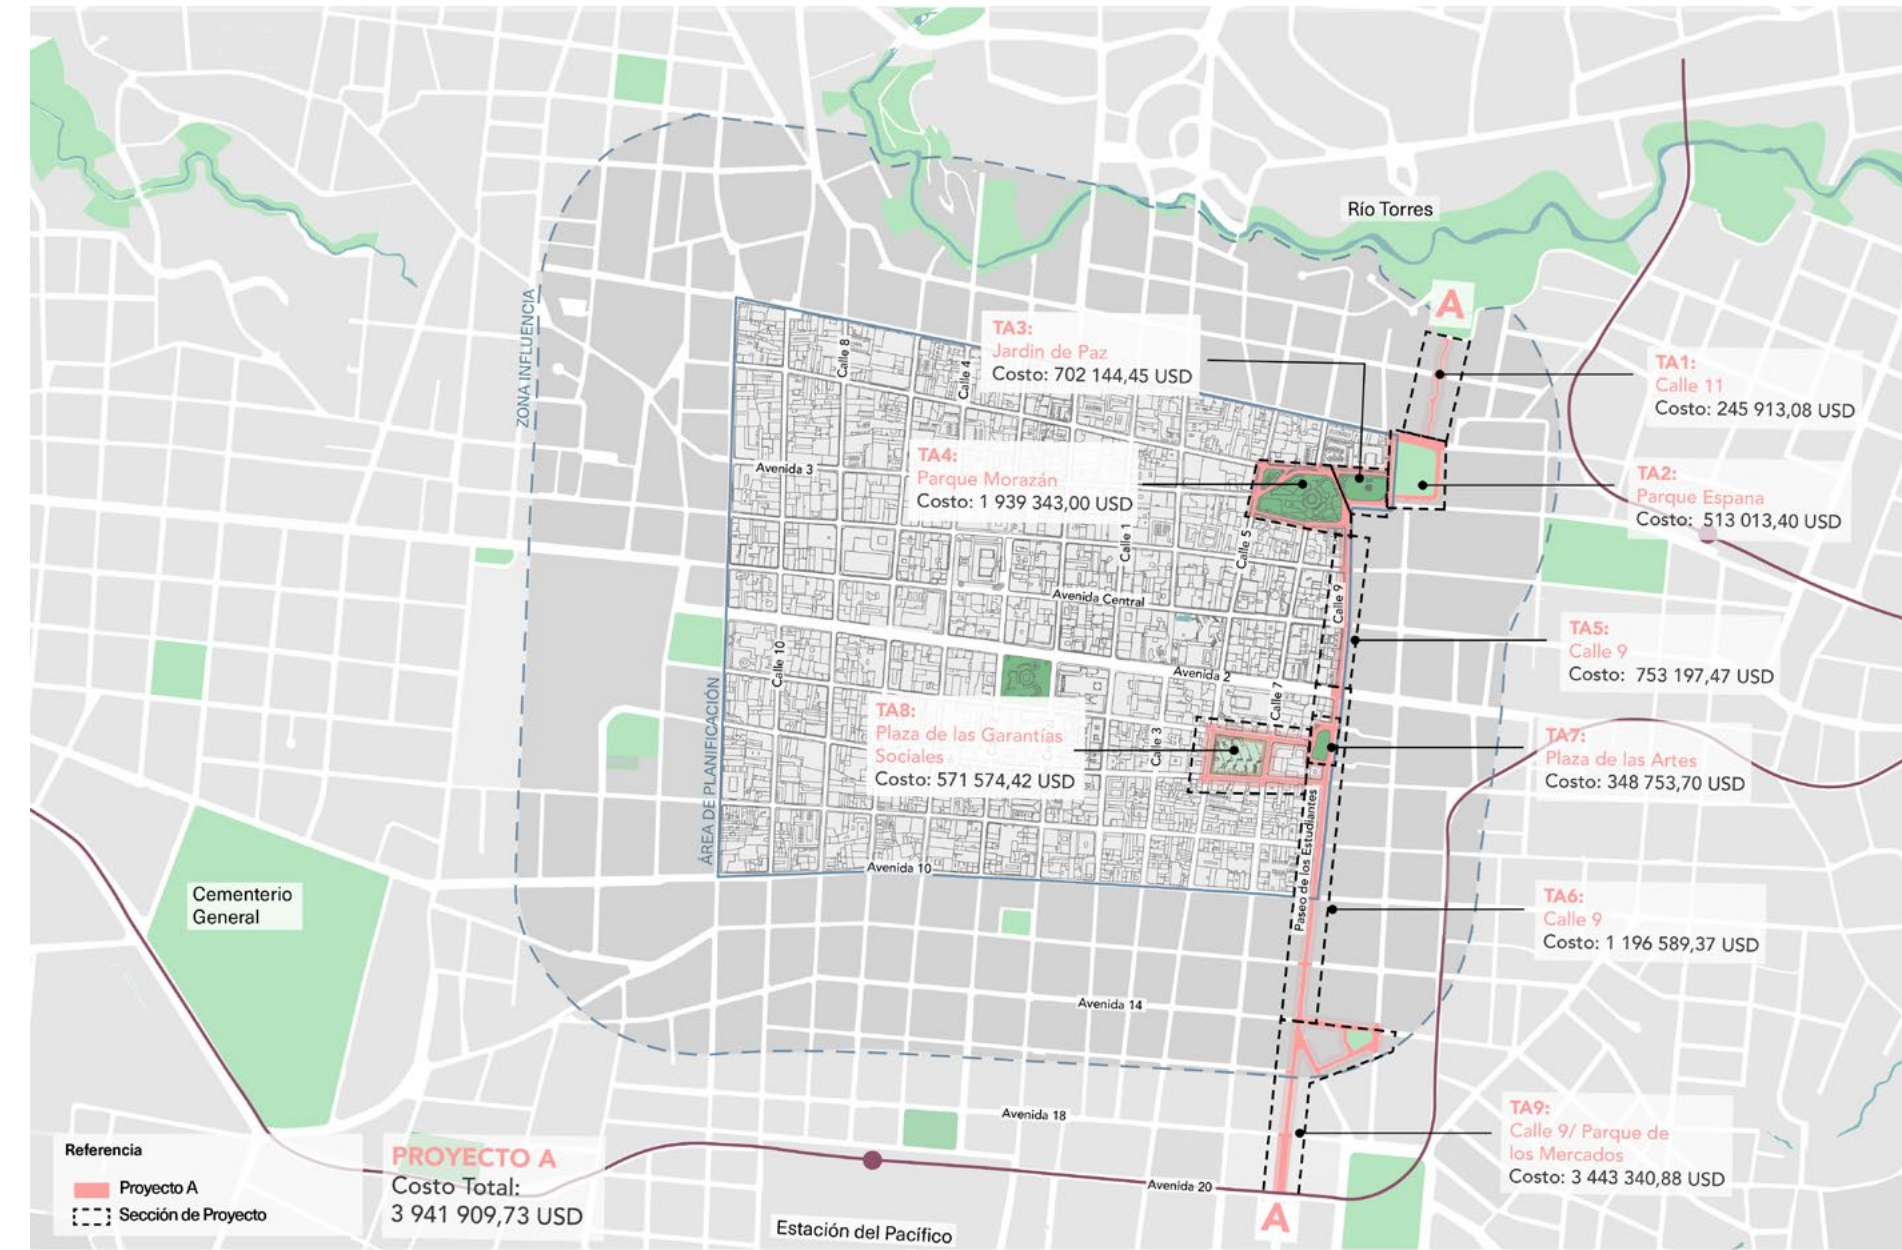 Río Torres
A
ZONA INFLUENCIA
TA3:
Jardin de Paz
Costo: 702 144,45 USD
Calle 8
Calle 4
TA1:
Calle 11
Costo: 245 913,08 USD
TA4:
Parque Morazán
Costo: 1 939 343,00 USD
Avenida 3
TA2:
Parque Espana
Costo: 513 013,40 USD
Calle 1
Calle 5
Avenida Central
Calle 9
TA5:
Calle 9
Costo: 753 197,47 USD
Calle 10
Avenida 2
Calle 7
TA8:
Plaza de las Garantías
Sociales
Costo: 571 574,42 USD
Calle 3
TA7:
Plaza de las Artes
Costo: 348 753,70 USD
ÁREA DE PLANIFICACIÓN
Paseo de los Estudiantes
Avenida 10
Cementerio
General
TA6:
Calle 9
Costo: 1 196 589,37 USD
Avenida 14
Avenida 18
TA9:
Calle 9/ Parque de
los Mercados
Costo: 3 443 340,88 USD
Avenida 20
A
Estación del Pacífico
Referencia
Proyecto A
Sección de Proyecto
PROYECTO A
Costo Total:
3 941 909,73 USD